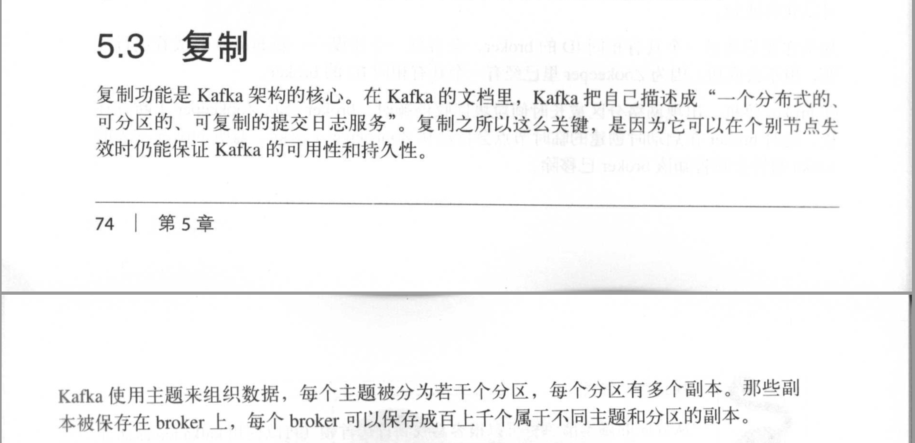 5.3 复制
复制功能是 Kafka 架构的核心。在 Kafka 的文档里，Kafka 把自己描述成“一个分布式的、
可分区的、可复制的提交日志服务”。复制之所以这么关键，是因为它可以在个别节点失
效时仍能保证 Kafka 的可用性和持久性。
74 | 第 5 章
Kafka 使用主题来组织数据，每个主题被分为若干个分区，每个分区有多个副本。那些副
本被保存在 broker 上，每个 broker 可以保存成百上千个属于不同主题和分区的副本。